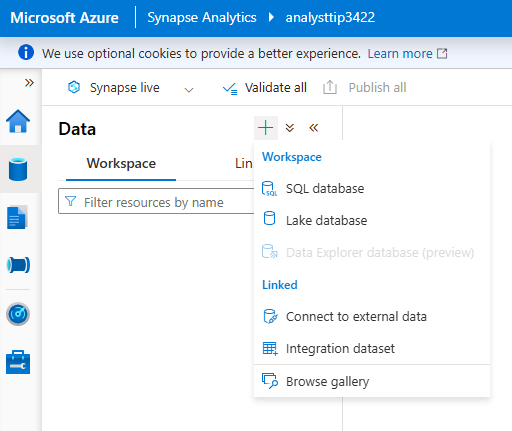 Microsoft Azure Synapse Analytics analysttip3422
We use optional cookies to provide a better experience. Learn more
Synapse live Validate all Publish all
Data
Workspace Lin
Filter resources by name
Workspace
SQL database
Lake database
Data Explorer database (preview)
Linked
Connect to external data
Integration dataset
Browse gallery